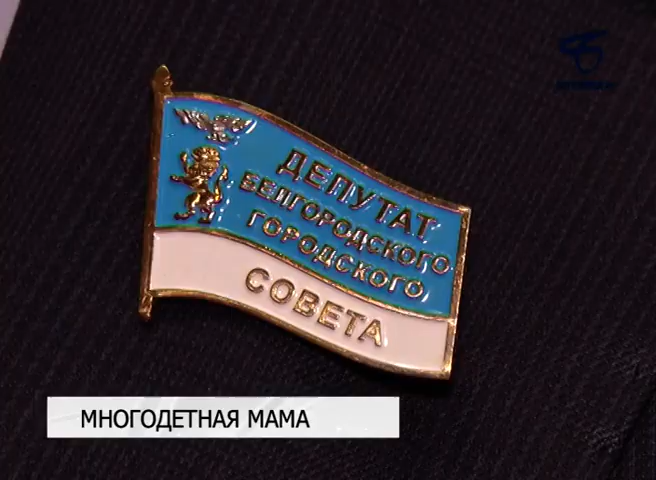 ДЕПУТАТ
БЕЛГОРОДСКОГО
ГОРОДСКОГО
СОВЕТА
МНОГОДЕТНАЯ МАМА